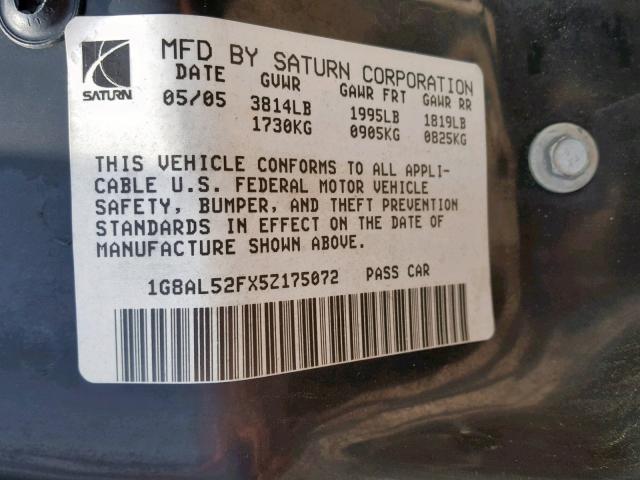 MFD BY SATURN CORPORATION
SATURN
DATE GVWR GAWR FRT GAWR RR
05/05 3814LB 1995LB 1819LB
1730KG 0905KG 0825KG
THIS VEHICLE CONFORMS TO ALL APPLI-
CABLE U.S. FEDERAL MOTOR VEHICLE
SAFETY, BUMPER, AND THEFT PREVENTION
STANDARDS IN EFFECT ON THE DATE OF
MANUFACTURE SHOWN ABOVE.
1G8AL52FX5Z175072 PASS CAR